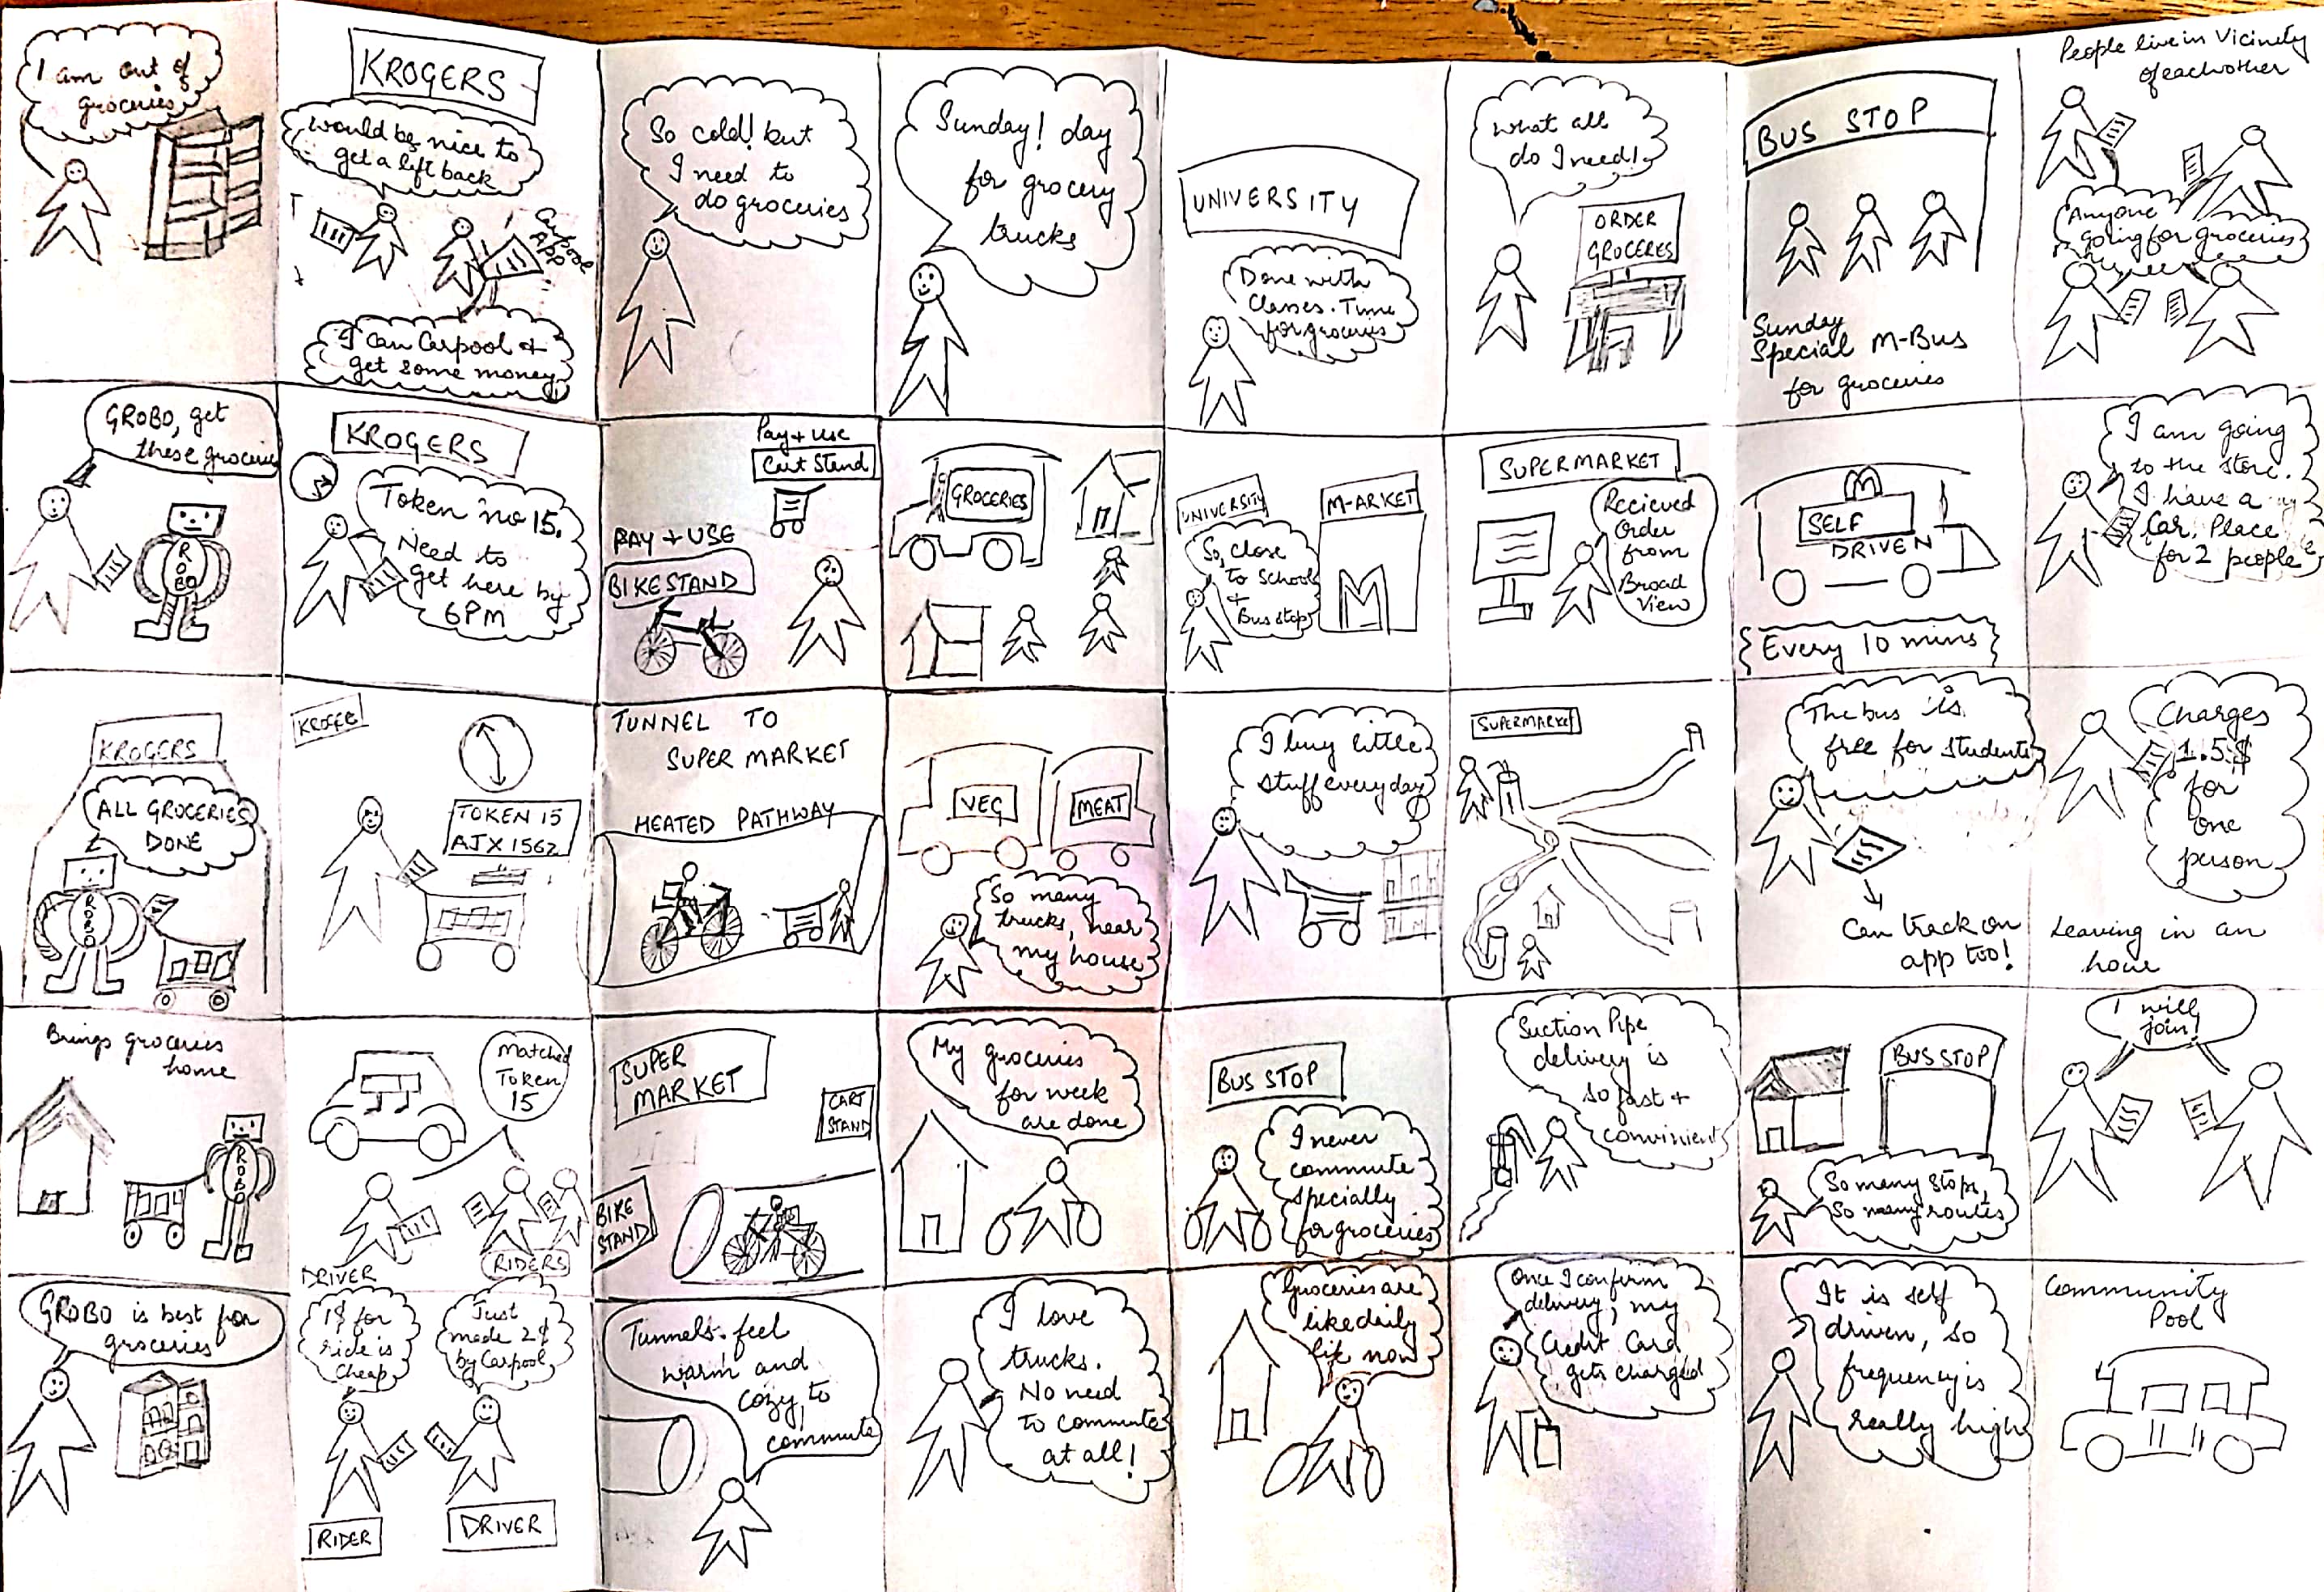 I am out of
groceries
GROBO, get
these groceries
ROBO
KROGERS
ALL GROCERIES
DONE
ROBO
Brings groceries
home
ROBO
GROBO is best for
groceries
KROGERS
would be nice to
get a lift back
Carpool
App
I can Carpool +
get some money
KROGERS
Token no 15.
Need to
get here by
6PM
KROGER
TOKEN 15
AJX 1562
Matched
Token
15
DRIVER
RIDERS
1$ for
ride is
cheap
Just
made 2$
by Carpool
RIDER
DRIVER
So cold! but
I need to
do groceries
Pay + use
Cart Stand
PAY + USE
BIKE STAND
TUNNEL TO
SUPER MARKET
HEATED PATHWAY
SUPER
MARKET
CART
STAND
BIKE
STAND
Tunnels feel
warm and
cozy to
commute
Sunday! day
for grocery
trucks
GROCERIES
VEG
MEAT
So many
trucks, near
my house
My groceries
for week
are done
I love
trucks.
No need
to commute
at all!
UNIVERSITY
Done with
Classes. Time
for groceries
UNIVERSITY
M-ARKET
So, close
to School
+
Bus stop
M
I buy little
stuff everyday
BUS STOP
I never
commute
specially
for groceries
Groceries are
like daily
life now
What all
do I need!
ORDER
GROCERES
SUPERMARKET
Recieved
Order
from
Broad
View
SUPERMARKET
Suction Pipe
delivery is
so fast +
convinient
Once I confirm
delivery, my
Credit Card
gets charged
BUS STOP
Sunday
Special M-Bus
for groceries
M
SELF
DRIVEN
Every 10 mins
The bus is
free for students
Can track on
app too!
BUS STOP
So many stops,
So many routes
It is self
driven, so
frequency is
really high
People live in Vicinity
of eachother
Anyone
going for groceries
I am going
to the store.
I have a
Car. Place
for 2 people
Charges
1.5$
for
one
person
Leaving in an
hour
I will
join!
Community
Pool